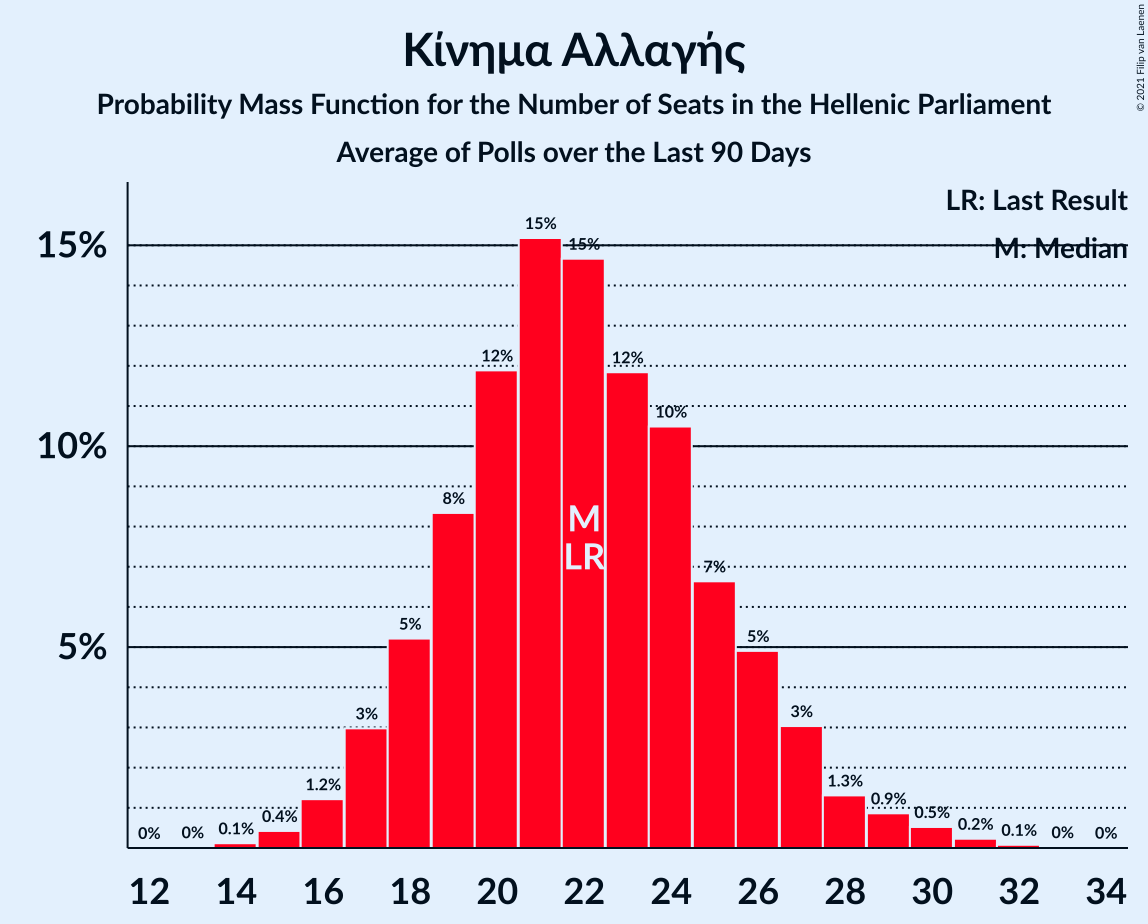 Κίνημα Αλλαγής
Probability Mass Function for the Number of Seats in the Hellenic Parliament
Average of Polls over the Last 90 Days
© 2021 Filip van Laenen
LR: Last Result
M: Median
15%
10%
5%
0%
0%
0.1%
0.4%
1.2%
3%
5%
8%
12%
15%
15%
12%
10%
7%
5%
3%
1.3%
0.9%
0.5%
0.2%
0.1%
0%
0%
M
LR
12 14 16 18 20 22 24 26 28 30 32 34